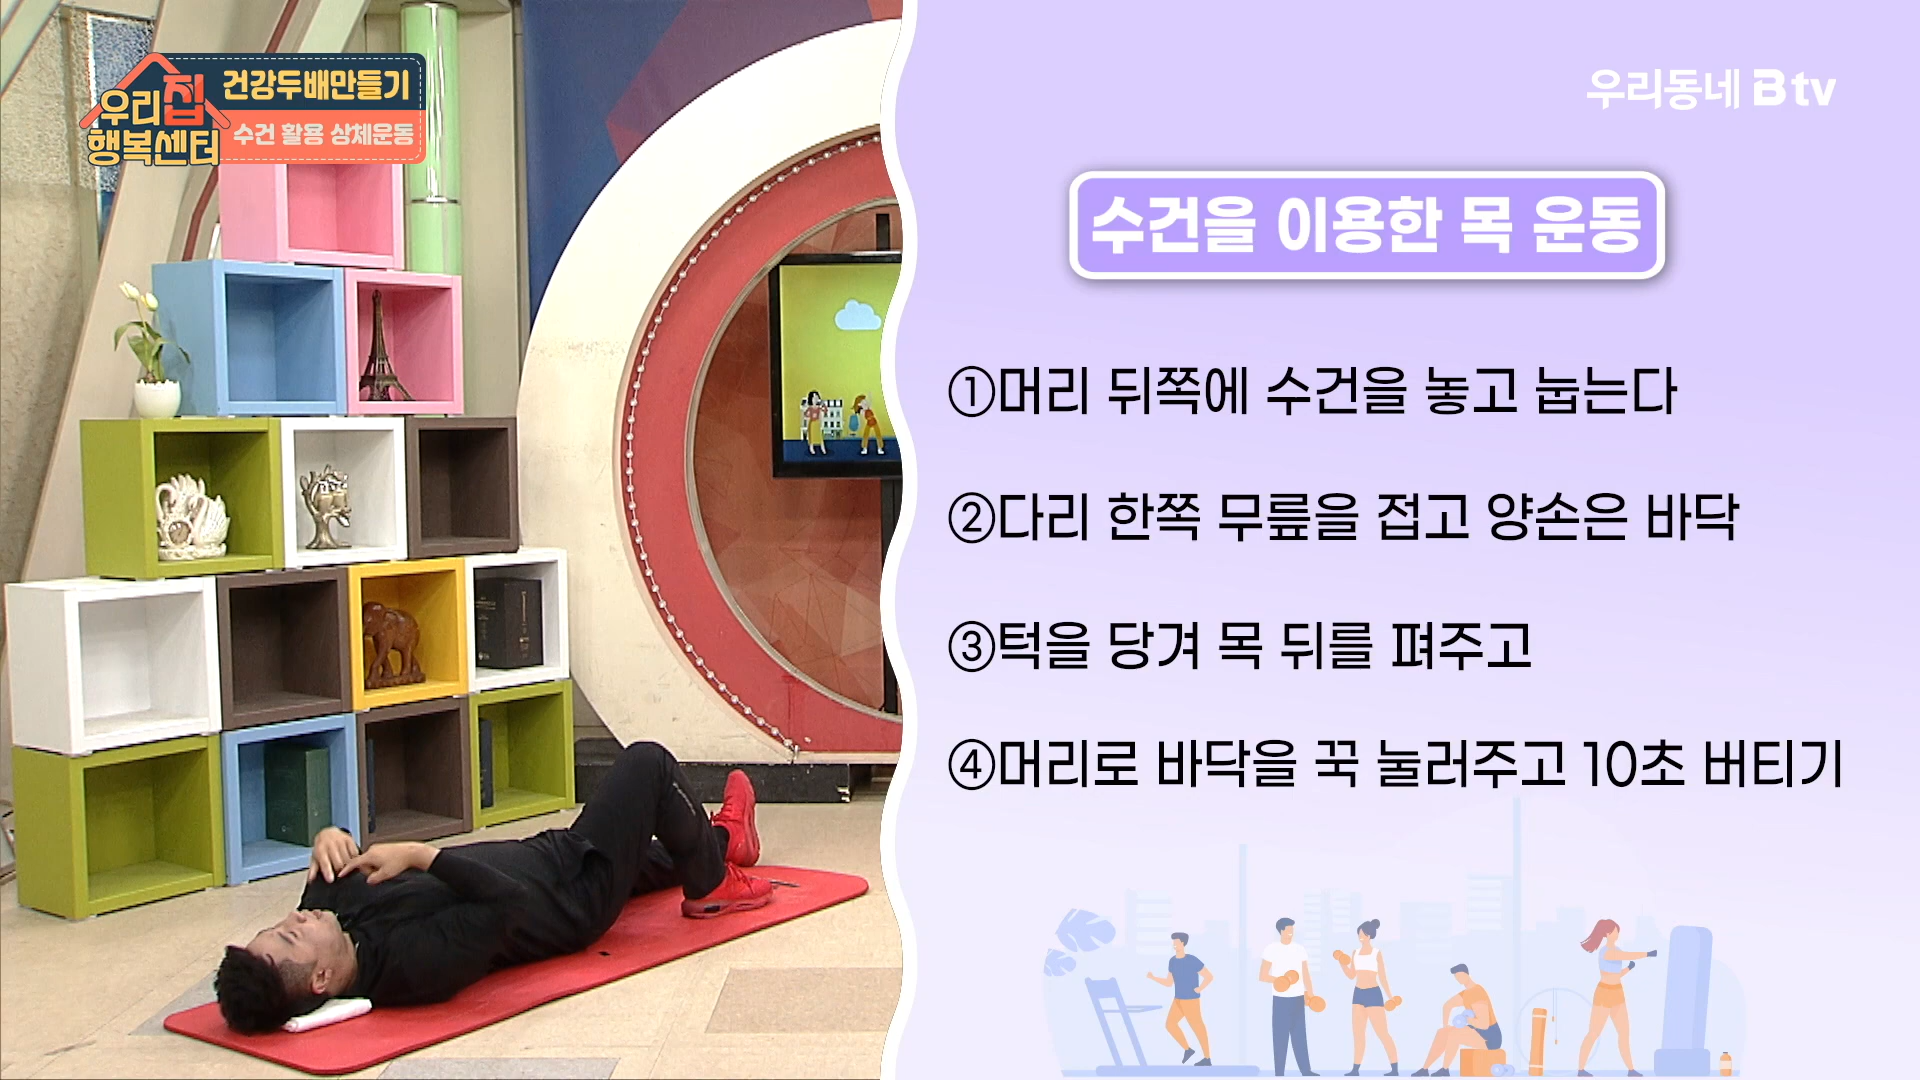 우리집
행복센터
건강두배만들기
수건 활용 상체운동
우리동네 B tv
수건을 이용한 목 운동
①머리 뒤쪽에 수건을 놓고 눕는다
②다리 한쪽 무릎을 접고 양손은 바닥
③턱을 당겨 목 뒤를 펴주고
④머리로 바닥을 꾹 눌러주고 10초 버티기